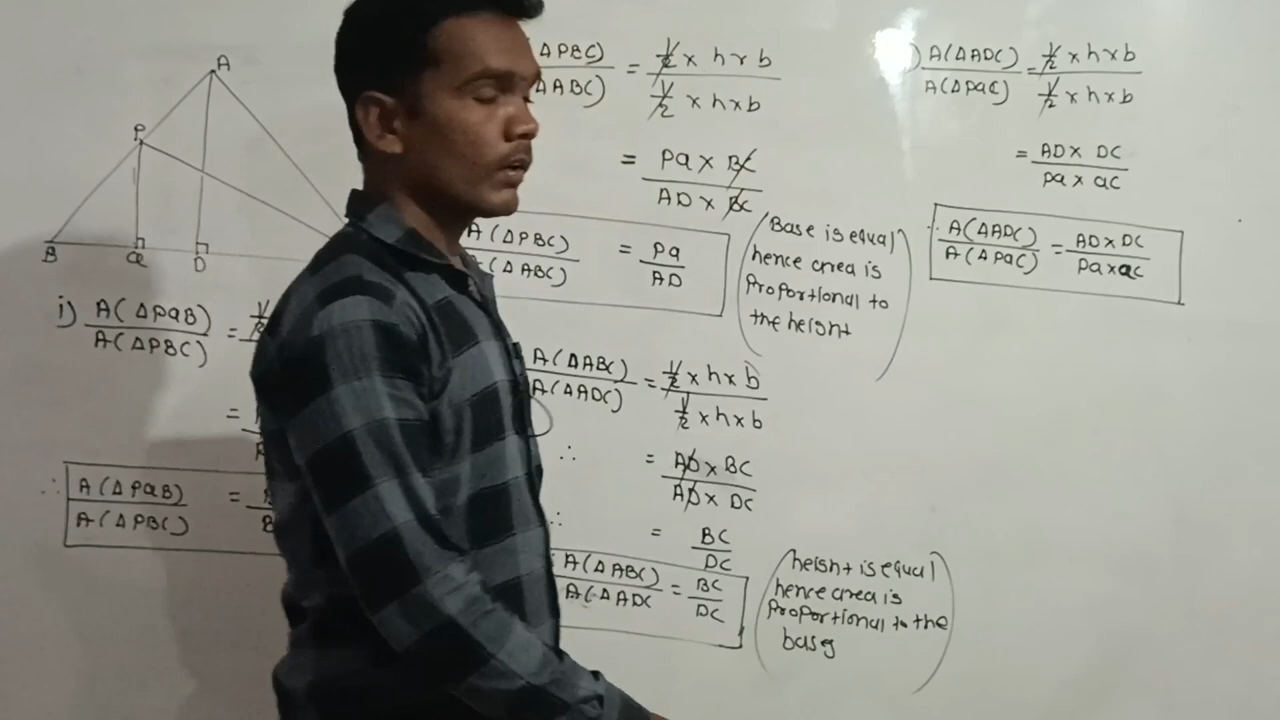 A
P
B
Q
D
i) A(ΔPQB) / A(ΔPBC) =
=
∴ A(ΔPQB) / A(ΔPBC) =
ΔPBC) / ΔABC) = 1/2 x h x b / 1/2 x h x b
= PQ x BC / AD x BC
A(ΔPBC) / (ΔABC) = PQ / AD
(Base is equal
hence area is
Proportional to
the height)
A(ΔABC) / A(ΔADC) = 1/2 x h x b / 1/2 x h x b
∴ = AD x BC / AD x DC
∴ = BC / DC
A(ΔABC) / A(ΔADC = BC / DC
(height is equal
hence area is
Proportional to the
base)
) A(ΔADC) / A(ΔPQC) = 1/2 x h x b / 1/2 x h x b
= AD x DC / PQ x QC
∴ A(ΔADC) / A(ΔPQC) = AD x DC / PQ x QC